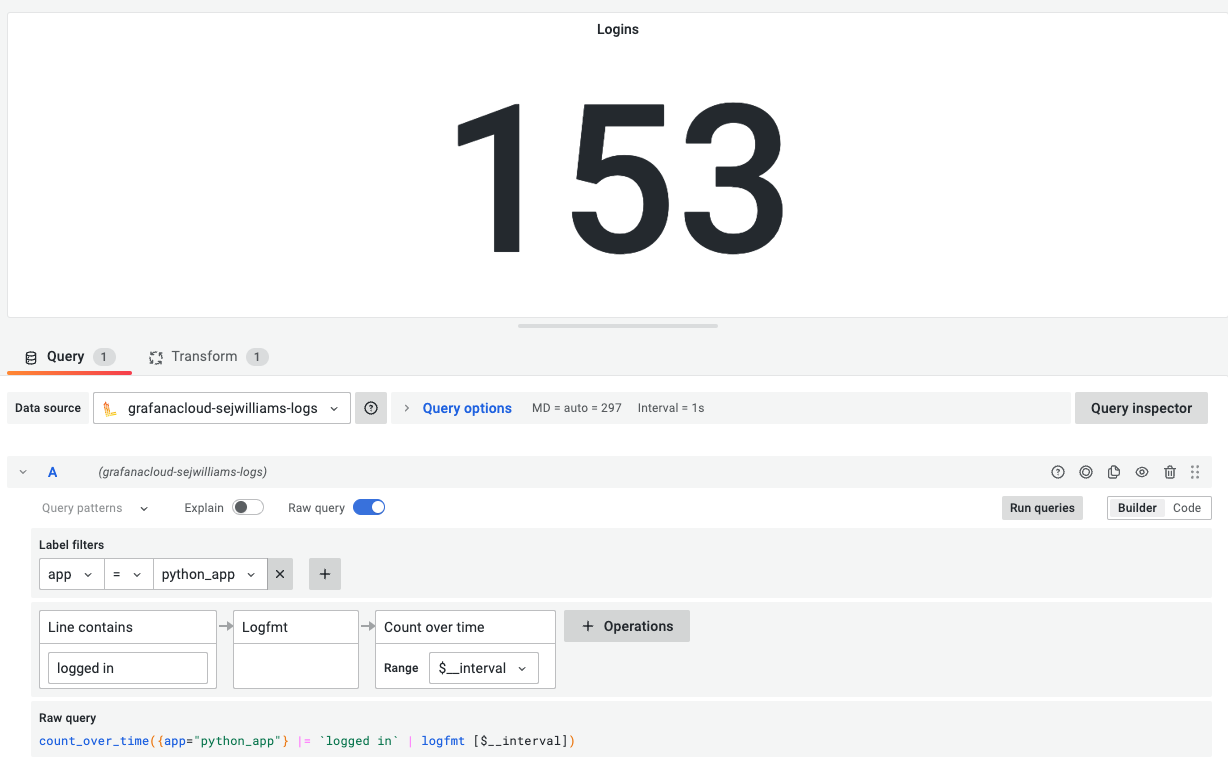 Logins
153
Query 1 Transform 1
Data source grafanacloud-sejwilliams-logs Query options MD = auto = 297 Interval = 1s Query inspector
A (grafanacloud-sejwilliams-logs)
Query patterns Explain Raw query Run queries Builder Code
Label filters
app = python_app
Line contains Logfmt Count over time + Operations
logged in Range $__interval
Raw query
count_over_time({app="python_app"} |= `logged in` | logfmt [$__interval])